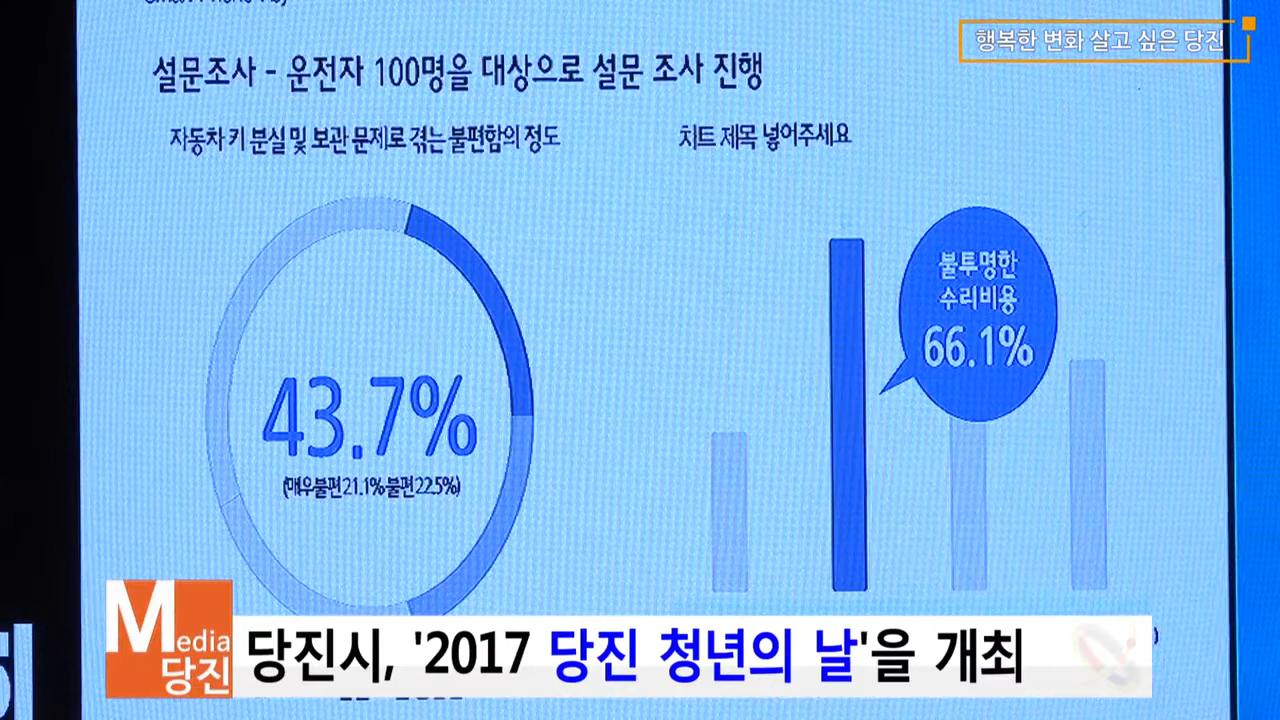 행복한 변화 살고 싶은 당진
설문조사 - 운전자 100명을 대상으로 설문 조사 진행
자동차 키 분실 및 보관 문제로 겪는 불편함의 정도
치트 제목 넣어주세요
불투명한
수리비용
66.1%
43.7%
(매우불편 21.1% 불편 22.5%)
Media
당진
당진시, '2017 당진 청년의 날'을 개최